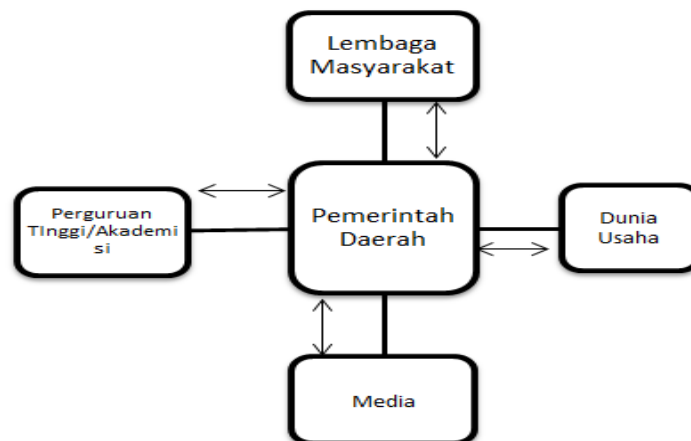 Lembaga
Masyarakat
Perguruan
TInggi/Akademi
si
Pemerintah
Daerah
Dunia
Usaha
Media